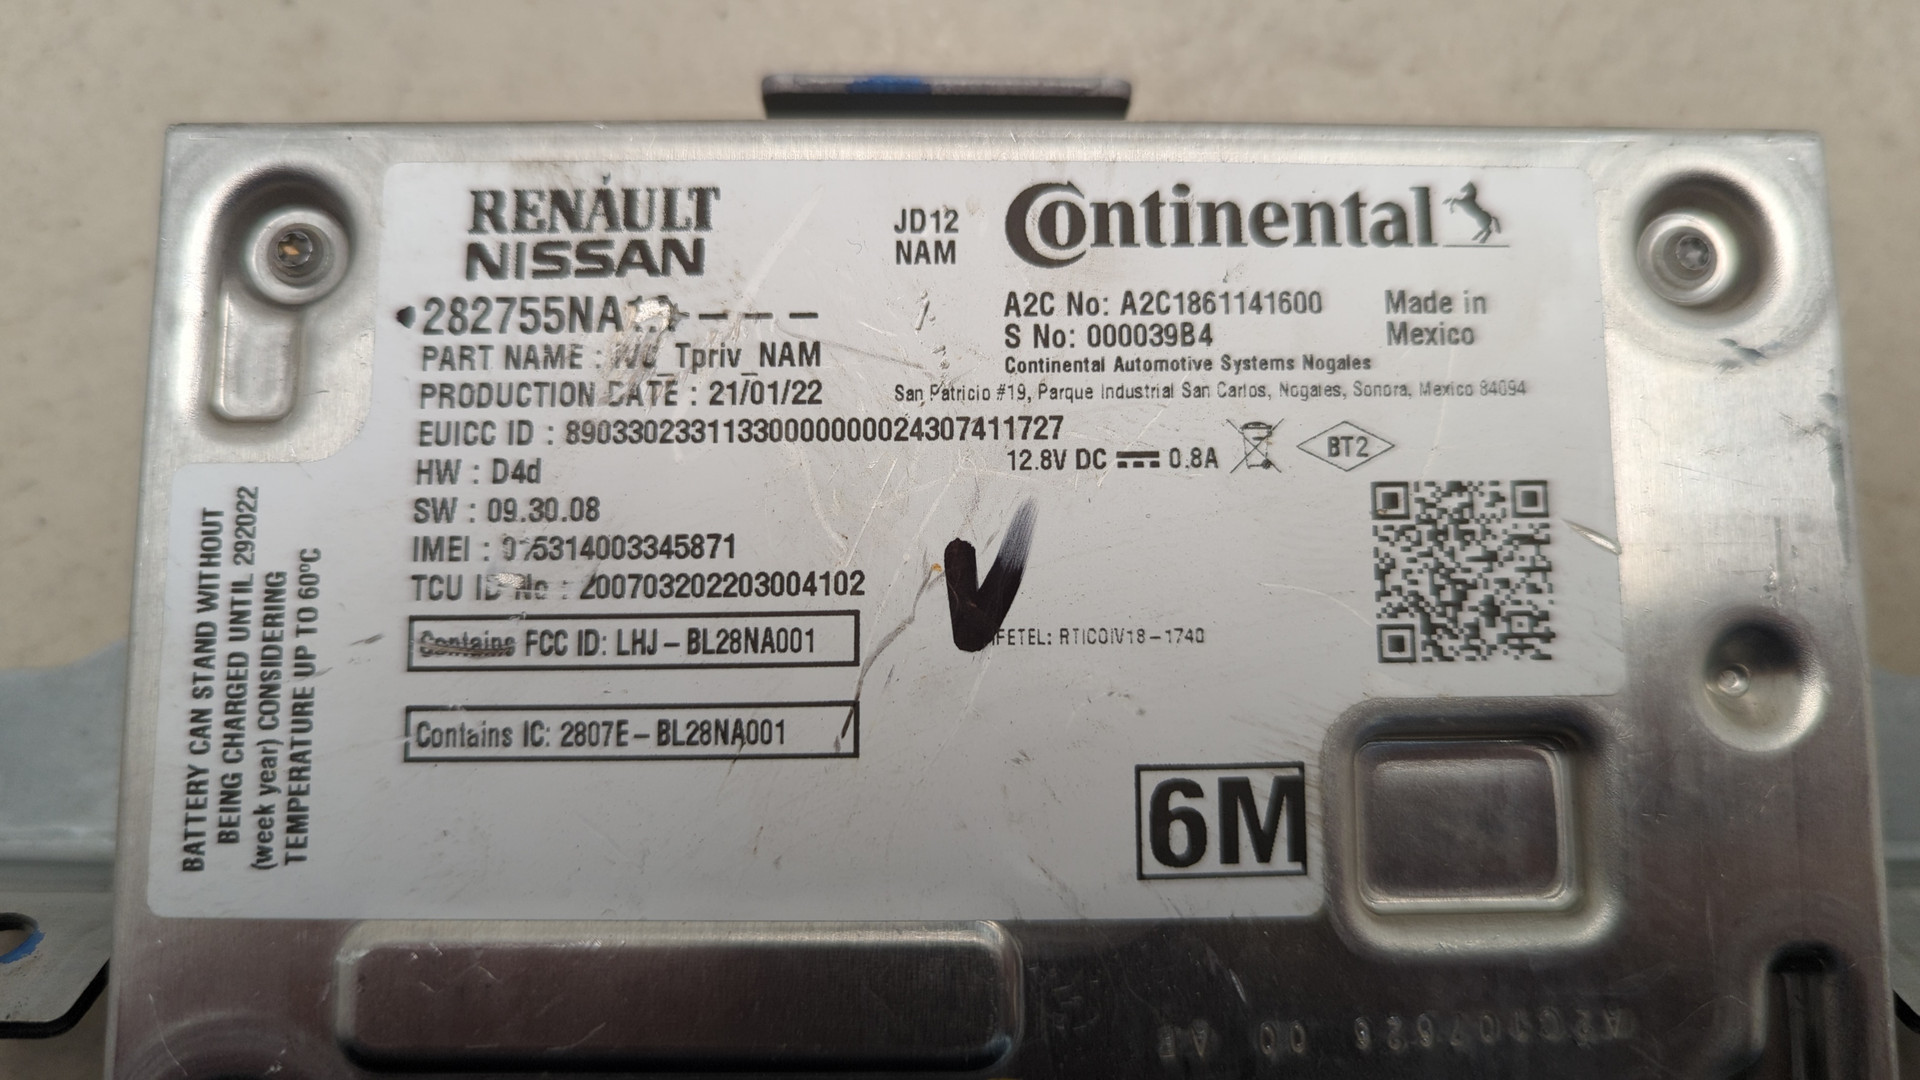 RENAULT
NISSAN
JD12
NAM
Continental
PART NAME : Tpriv_NAM
PRODUCTION DATE : 21/01/22
EUICC ID : 89033023311330000000024307411727
HW : D4d
SW : 09.30.08
IMEI :
TCU ID No : 200703202203004102
Contains FCC ID: LHJ-BL28NA001
Contains IC: 2807E-BL28NA001
A2C No: A2C1861141600
S No: 000039B4
Made in
Mexico
Continental Automotive Systems Nogales
San Patricio #19, Parque Industrial San Carlos, Nogales, Sonora, Mexico 84094
12.8V DC 0.8A
BT2
IFETEL: RTICOIV18-1740
6M
BATTERY CAN STAND WITHOUT
BEING CHARGED UNTIL 292022
(week year) CONSIDERING
TEMPERATURE UP TO 60ºC